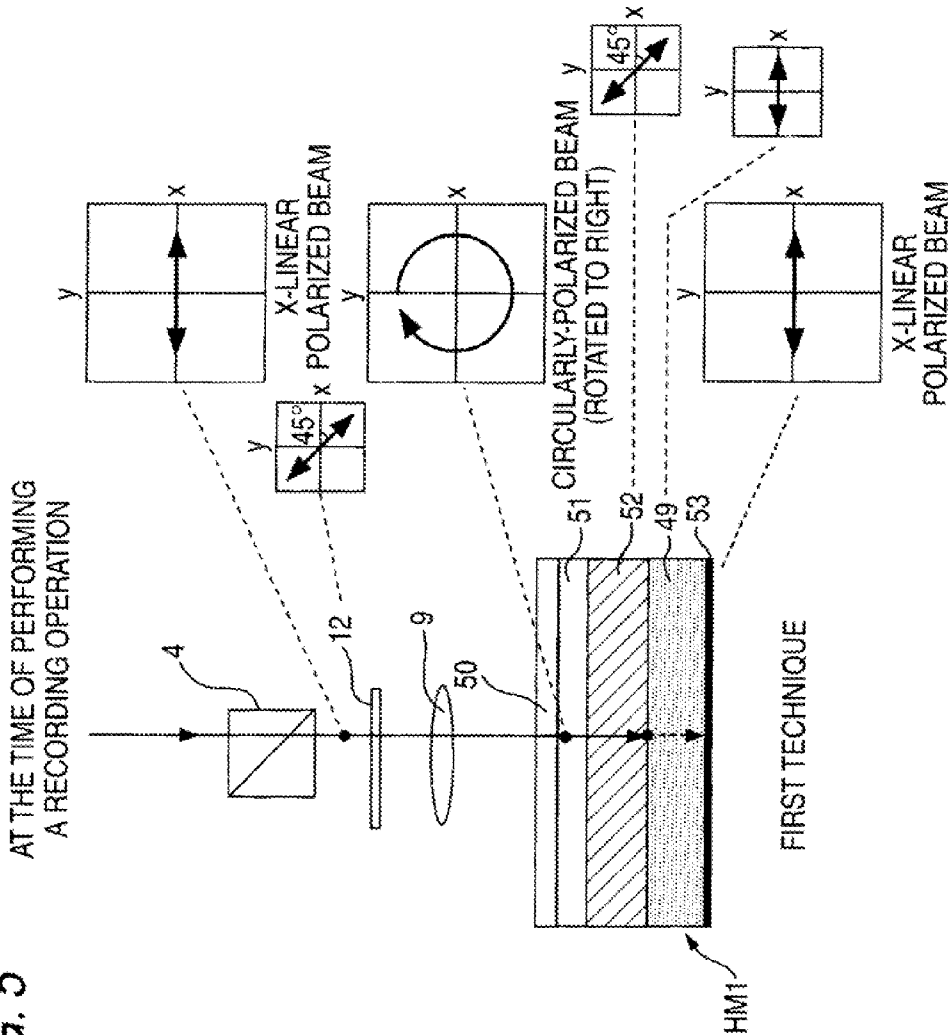 AT THE TIME OF PERFORMING
A RECORDING OPERATION
4
12
9
50
51
52
49
53
HM1
FIRST TECHNIQUE
y
x
X-LINEAR
POLARIZED BEAM
y
x
45°
y
x
CIRCULARLY-POLARIZED BEAM
(ROTATED TO RIGHT)
y
x
45°
y
x
y
x
X-LINEAR
POLARIZED BEAM